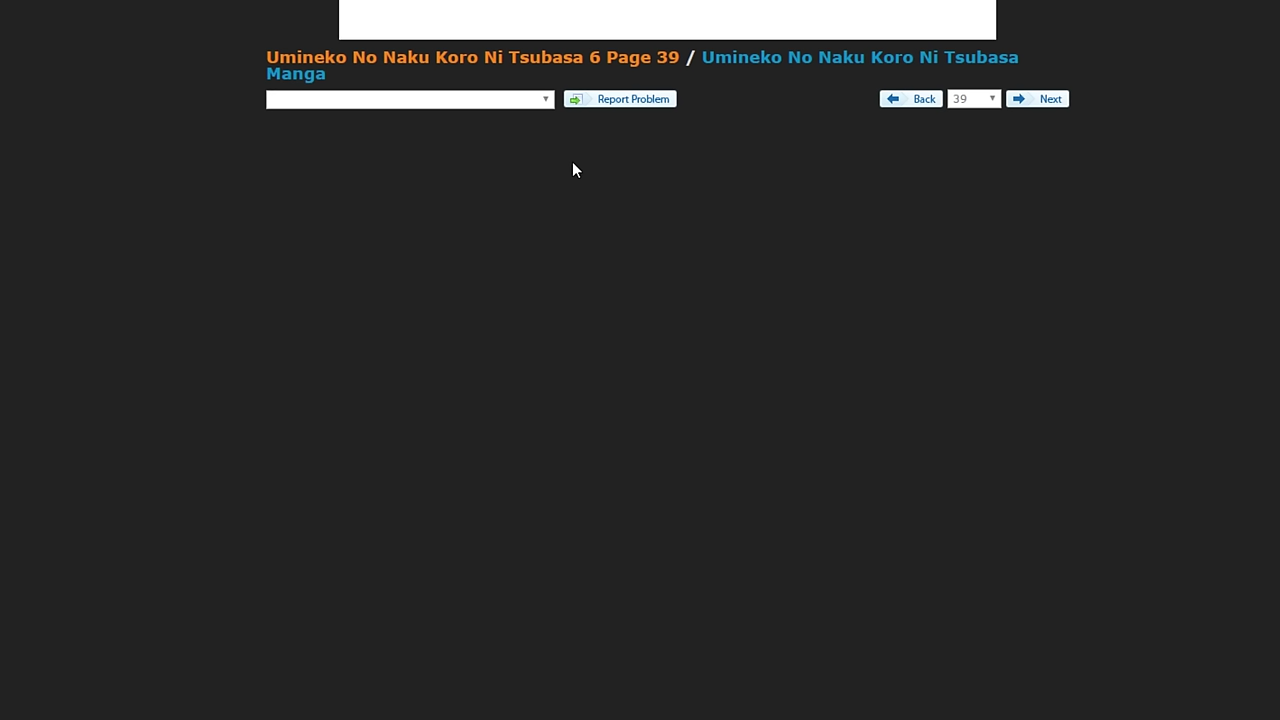 Umineko No Naku Koro Ni Tsubasa 6 Page 39 / Umineko No Naku Koro Ni Tsubasa
Manga
Report Problem Back 39 Next